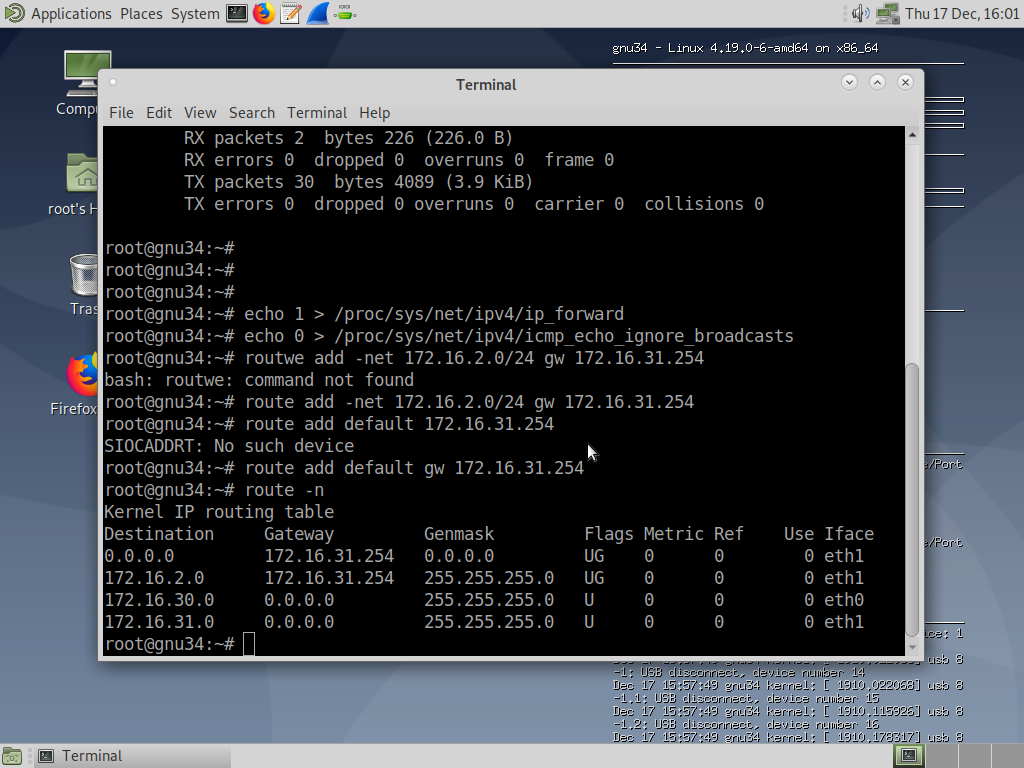 Applications Places System Thu 17 Dec, 16:01
gnu34 - Linux 4.19.0-6-amd64 on x86_64
Terminal
File Edit View Search Terminal Help
RX packets 2  bytes 226 (226.0 B)
RX errors 0  dropped 0  overruns 0  frame 0
TX packets 30  bytes 4089 (3.9 KiB)
TX errors 0  dropped 0 overruns 0  carrier 0  collisions 0
root@gnu34:~#
root@gnu34:~#
root@gnu34:~#
root@gnu34:~# echo 1 > /proc/sys/net/ipv4/ip_forward
root@gnu34:~# echo 0 > /proc/sys/net/ipv4/icmp_echo_ignore_broadcasts
root@gnu34:~# routwe add -net 172.16.2.0/24 gw 172.16.31.254
bash: routwe: command not found
root@gnu34:~# route add -net 172.16.2.0/24 gw 172.16.31.254
root@gnu34:~# route add default 172.16.31.254
SIOCADDRT: No such device
root@gnu34:~# route add default gw 172.16.31.254
root@gnu34:~# route -n
Kernel IP routing table
Destination     Gateway         Genmask         Flags Metric Ref    Use Iface
0.0.0.0         172.16.31.254   0.0.0.0         UG    0      0        0 eth1
172.16.2.0      172.16.31.254   255.255.255.0   UG    0      0        0 eth1
172.16.30.0     0.0.0.0         255.255.255.0   U     0      0        0 eth0
172.16.31.0     0.0.0.0         255.255.255.0   U     0      0        0 eth1
root@gnu34:~#
Compu
root's H
Tras
Firefox
e/Port
e/Port
ice: 1
usb 8
-1: USB disconnect, device number 14
Dec 17 15:57:49 gnu34 kernel: [ 1910.022068] usb 8
-1.1: USB disconnect, device number 15
Dec 17 15:57:49 gnu34 kernel: [ 1910.115926] usb 8
-1.2: USB disconnect, device number 16
Dec 17 15:57:49 gnu34 kernel: [ 1910.178317] usb 8
Terminal